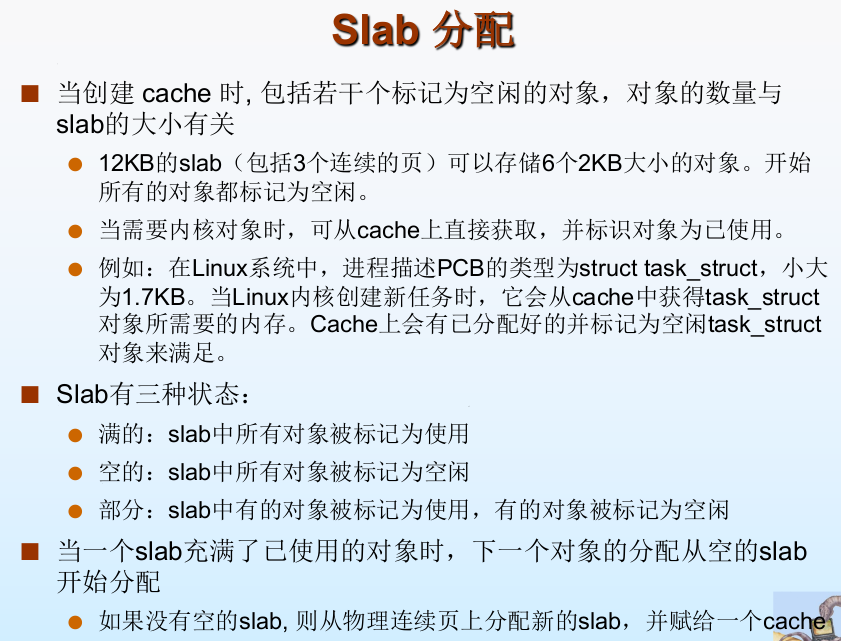 Slab 分配
当创建 cache 时, 包括若干个标记为空闲的对象，对象的数量与
slab的大小有关
12KB的slab（包括3个连续的页）可以存储6个2KB大小的对象。开始
所有的对象都标记为空闲。
当需要内核对象时，可从cache上直接获取，并标识对象为已使用。
例如：在Linux系统中，进程描述PCB的类型为struct task_struct，小大
为1.7KB。当Linux内核创建新任务时，它会从cache中获得task_struct
对象所需要的内存。Cache上会有已分配好的并标记为空闲task_struct
对象来满足。
Slab有三种状态：
满的：slab中所有对象被标记为使用
空的：slab中所有对象被标记为空闲
部分：slab中有的对象被标记为使用，有的对象被标记为空闲
当一个slab充满了已使用的对象时，下一个对象的分配从空的slab
开始分配
如果没有空的slab, 则从物理连续页上分配新的slab，并赋给一个cache